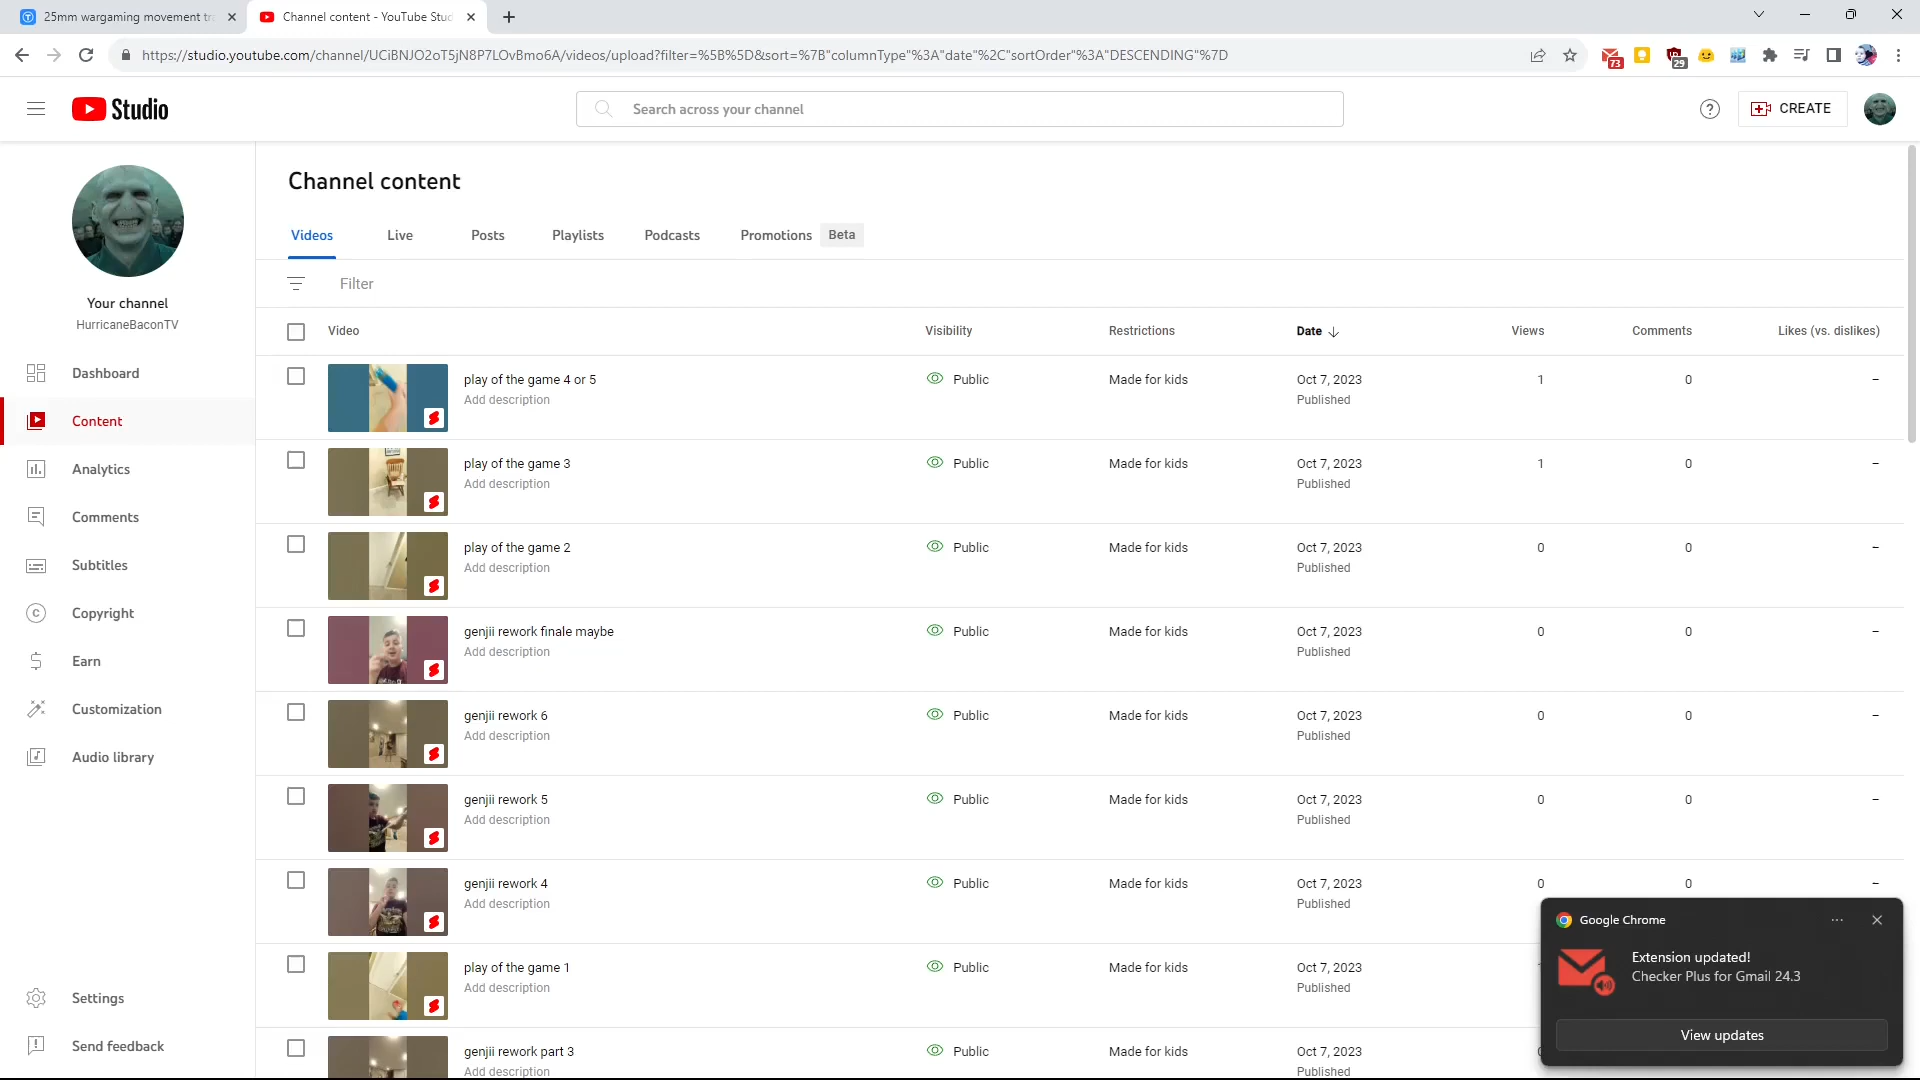 25mm wargaming movement tr
Channel content - YouTube Stud
https://studio.youtube.com/channel/UCiBNJO2oT5jN8P7LOvBmo6A/videos/upload?filter=%5B%5D&sort=%7B"columnType"%3A"date"%2C"sortOrder"%3A"DESCENDING"%7D
73
29
Studio
Search across your channel
CREATE
Your channel
HurricaneBaconTV
Dashboard
Content
Analytics
Comments
Subtitles
Copyright
Earn
Customization
Audio library
Settings
Send feedback
Channel content
Videos Live Posts Playlists Podcasts Promotions Beta
Filter
Video Visibility Restrictions Date Views Comments Likes (vs. dislikes)
play of the game 4 or 5 Public Made for kids Oct 7, 2023 1 0 –
Add description Published
play of the game 3 Public Made for kids Oct 7, 2023 1 0 –
Add description Published
play of the game 2 Public Made for kids Oct 7, 2023 0 0 –
Add description Published
genjii rework finale maybe Public Made for kids Oct 7, 2023 0 0 –
Add description Published
genjii rework 6 Public Made for kids Oct 7, 2023 0 0 –
Add description Published
genjii rework 5 Public Made for kids Oct 7, 2023 0 0 –
Add description Published
genjii rework 4 Public Made for kids Oct 7, 2023 0 0 –
Add description Published
play of the game 1 Public Made for kids Oct 7, 2023
Add description Published
genjii rework part 3 Public Made for kids Oct 7, 2023
Add description Published
Google Chrome
Extension updated!
Checker Plus for Gmail 24.3
View updates